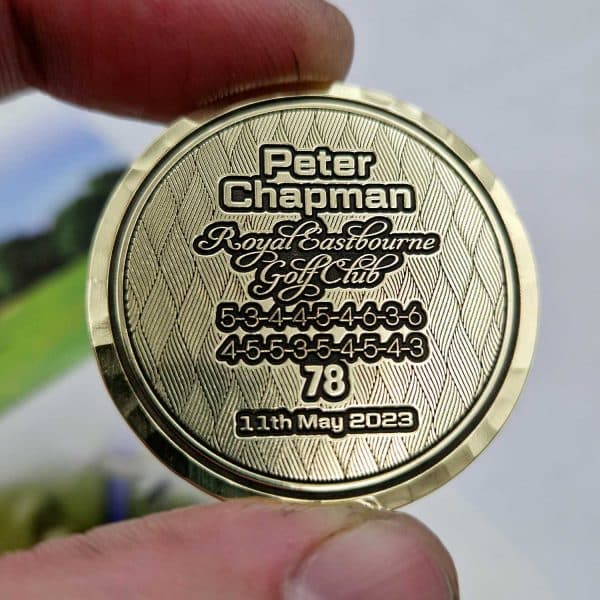 Peter
Chapman
Royal Eastbourne
Golf Club
5-3-4-4-5-4-6-3-6
4-5-5-3-5-4-5-4-3
78
11th May 2023